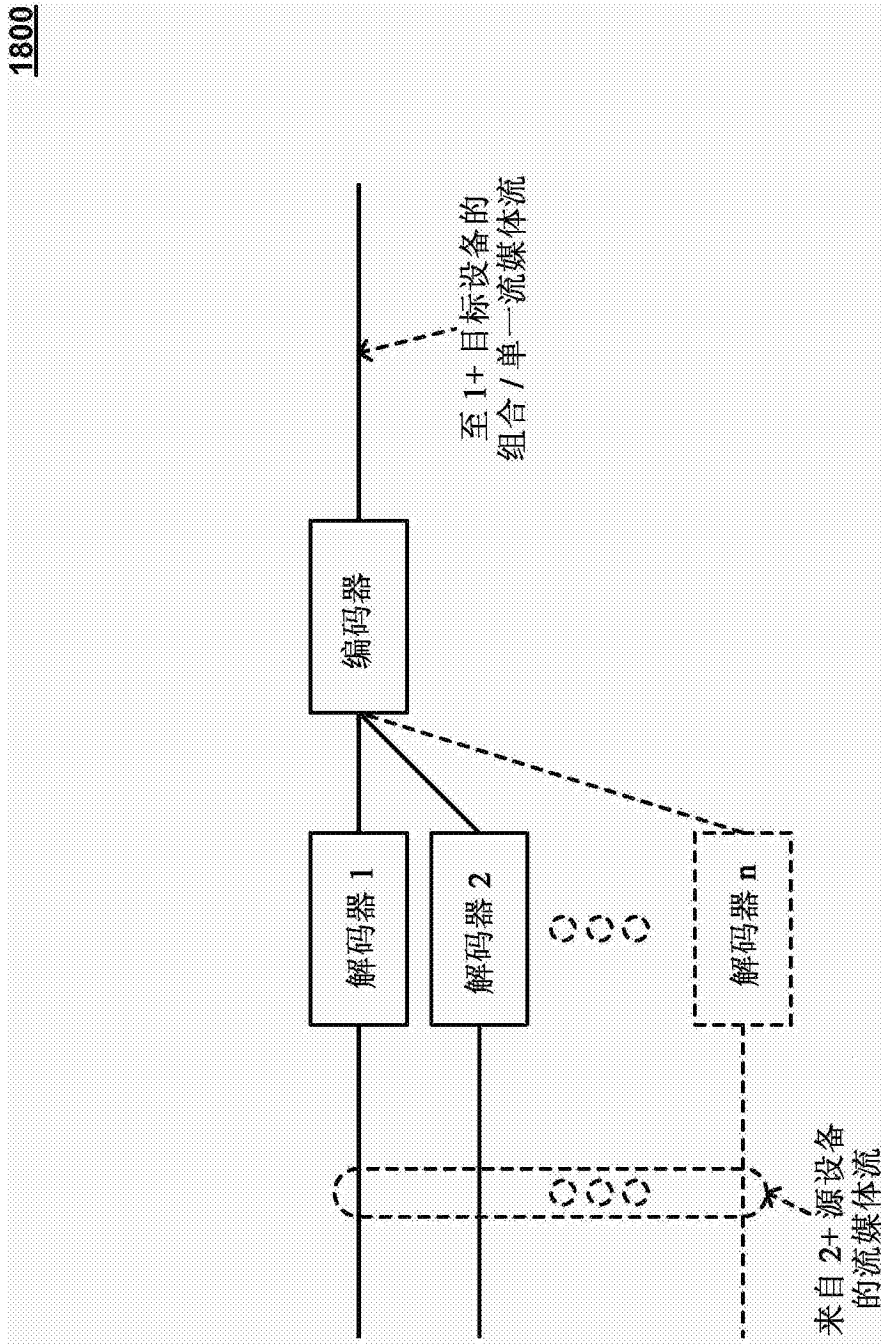 1800
至 1+ 目标设备的
组合 / 单一流媒体流
编码器
解码器 1
解码器 2
解码器 n
来自 2+ 源设备
的流媒体流